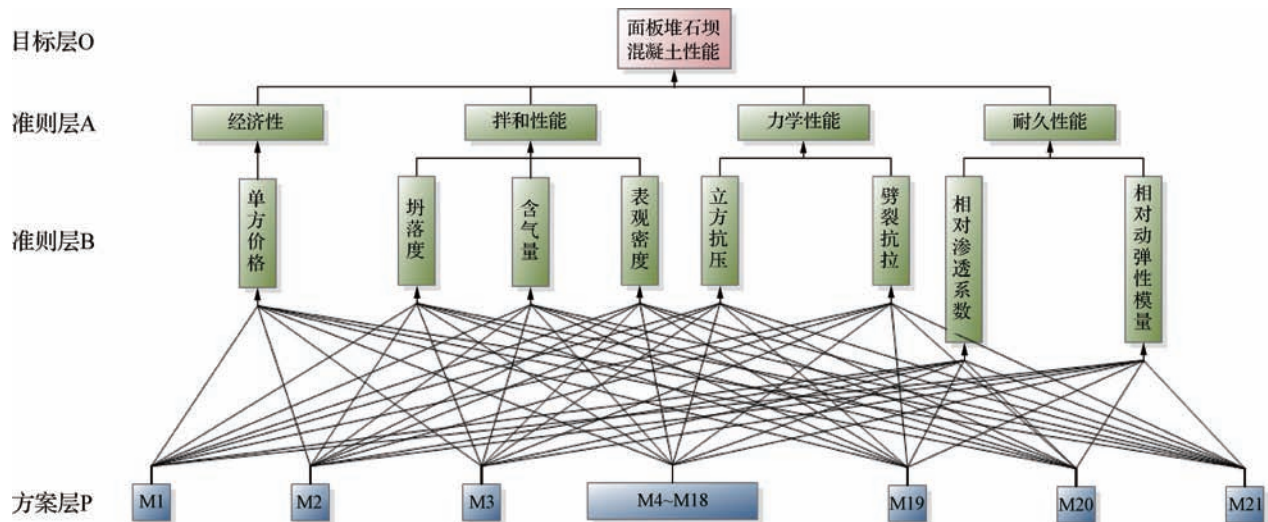 目标层O
面板堆石坝
混凝土性能
准则层A
经济性
拌和性能
力学性能
耐久性能
准则层B
单方价格
坍落度
含气量
表观密度
立方抗压
劈裂抗拉
相对渗透系数
相对动弹性模量
方案层P
M1
M2
M3
M4~M18
M19
M20
M21